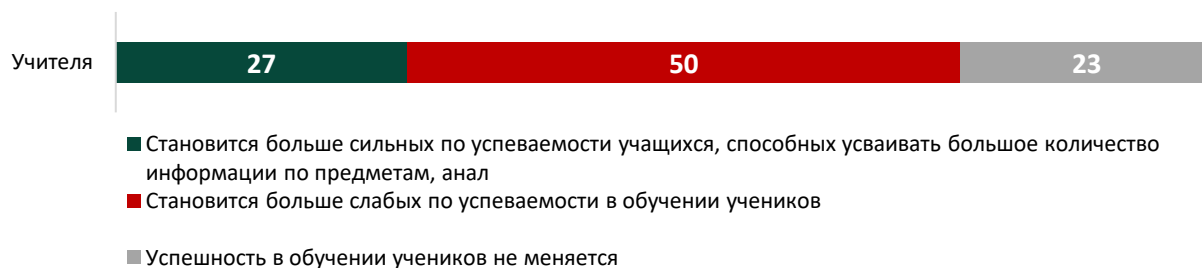 Учителя
27
50
23
Становится больше сильных по успеваемости учащихся, способных усваивать большое количество
информации по предметам, анал
Становится больше слабых по успеваемости в обучении учеников
Успешность в обучении учеников не меняется